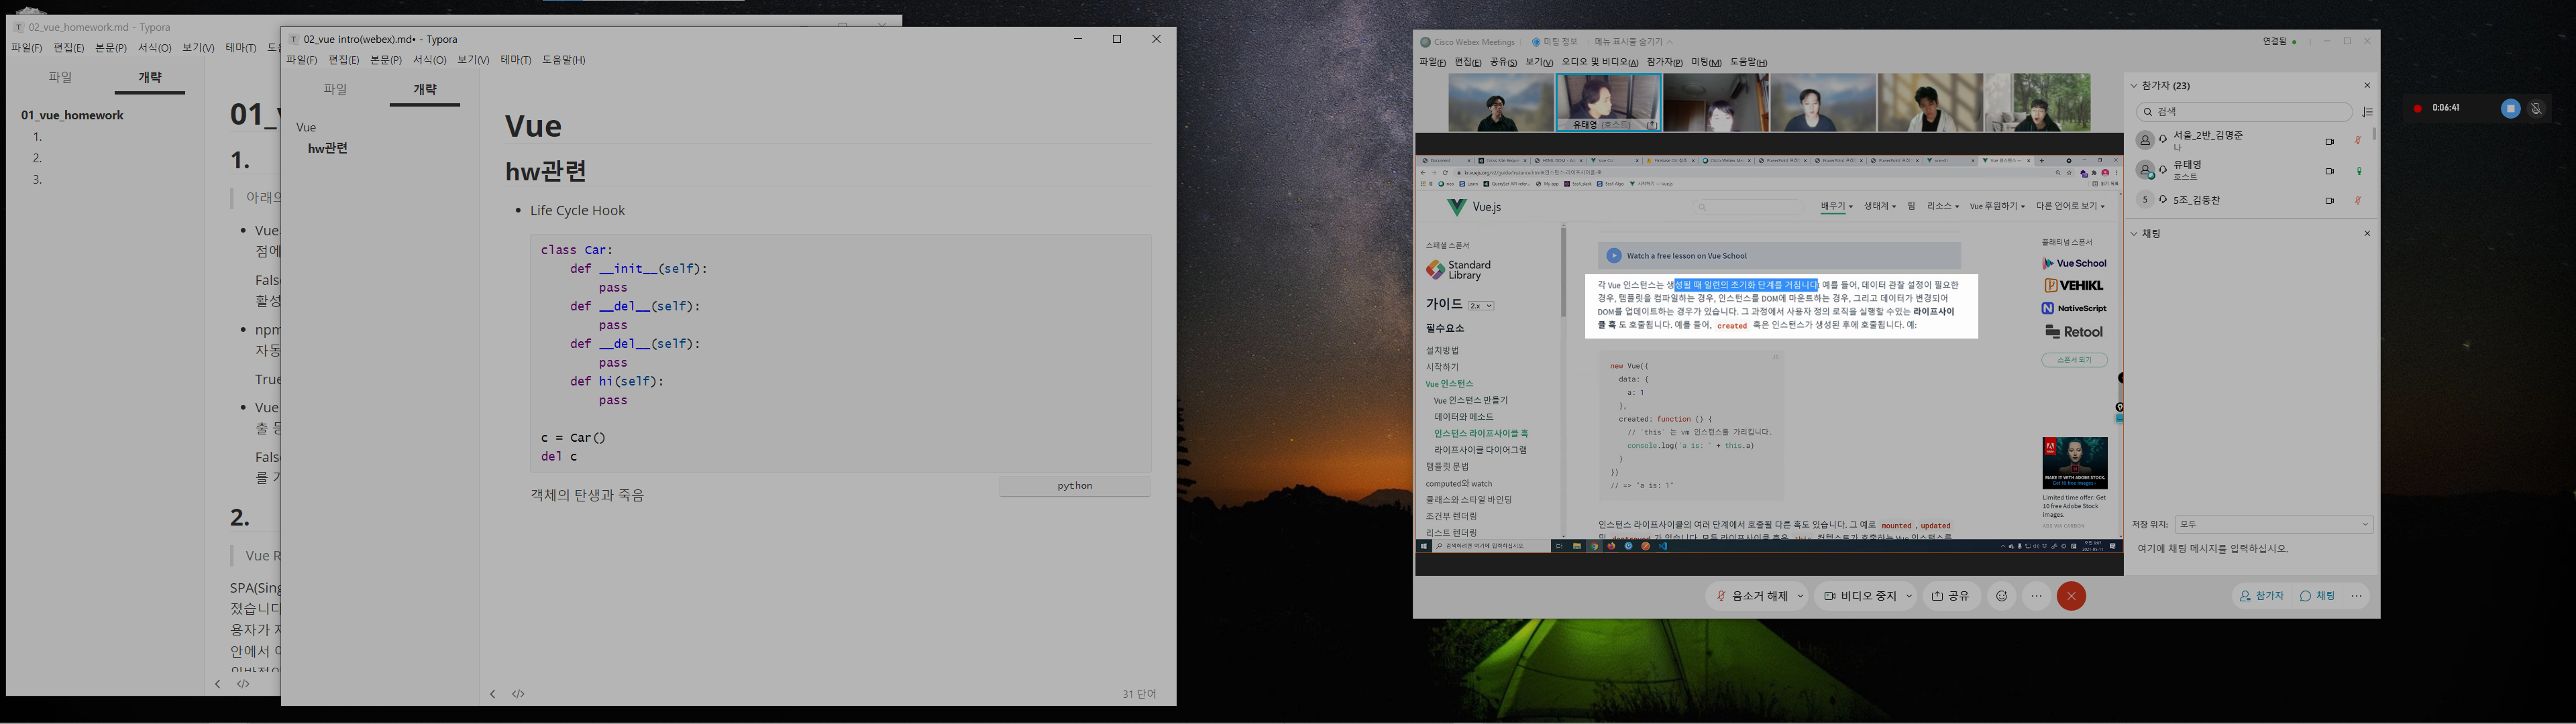 02_vue_homework.md - Typora
파일(F) 편집(E) 본문(P) 서식(O) 보기(V) 테마(T)
파일 개략
01_vue_homework
1.
2.
3.
1.
아래의
Vue
점에
False
활성
npm
자동
True
Vue
출 등
False
를 기
2.
Vue R
SPA(Sing
졌습니다
용자가 지
안에서 이
02_vue intro(webex).md• - Typora
파일(F) 편집(E) 본문(P) 서식(O) 보기(V) 테마(T) 도움말(H)
파일 개략
Vue
hw관련
Vue
hw관련
Life Cycle Hook
class Car:
def __init__(self):
pass
def __del__(self):
pass
def __del__(self):
pass
def hi(self):
pass
c = Car()
del c
python
객체의 탄생과 죽음
31 단어
Cisco Webex Meetings 미팅 정보 메뉴 표시줄 숨기기 연결됨
파일(F) 편집(E) 공유(S) 보기(V) 오디오 및 비디오(A) 참가자(P) 미팅(M) 도움말(H)
유태영 (호스트)
Vue.js
배우기 생태계 팀 리소스 Vue 후원하기 다른 언어로 보기
스페셜 스폰서
Standard
Library
가이드 2.x
필수요소
설치방법
시작하기
Vue 인스턴스
Vue 인스턴스 만들기
데이터와 메소드
인스턴스 라이프사이클 훅
라이프사이클 다이어그램
템플릿 문법
computed와 watch
클래스와 스타일 바인딩
조건부 렌더링
리스트 렌더링
Watch a free lesson on Vue School
각 Vue 인스턴스는 생성될 때 일련의 초기화 단계를 거칩니다. 예를 들어, 데이터 관찰 설정이 필요한
경우, 템플릿을 컴파일하는 경우, 인스턴스를 DOM에 마운트하는 경우, 그리고 데이터가 변경되어
DOM를 업데이트하는 경우가 있습니다. 그 과정에서 사용자 정의 로직을 실행할 수있는 라이프사이
클 훅 도 호출됩니다. 예를 들어, created 훅은 인스턴스가 생성된 후에 호출됩니다. 예:
JS
new Vue({
data: {
a: 1
},
created: function () {
// `this` 는 vm 인스턴스를 가리킵니다.
console.log('a is: ' + this.a)
}
})
// => "a is: 1"
인스턴스 라이프사이클의 여러 단계에서 호출될 다른 훅도 있습니다. 그 예로 mounted, updated
플래티넘 스폰서
Vue School
VEHIKL
NativeScript
Retool
스폰서 되기
MAKE IT WITH ADOBE STOCK.
Limited time offer: Get
10 free Adobe Stock
images.
ADS VIA CARBON
검색하려면 여기에 입력하십시오.
2021-05-11
참가자 (23)
검색
서울_2반_김명준
나
유태영
호스트
5 5조_김동찬
채팅
저장 위치: 모두
여기에 채팅 메시지를 입력하십시오.
음소거 해제 비디오 중지 공유 참가자 채팅
0:06:41